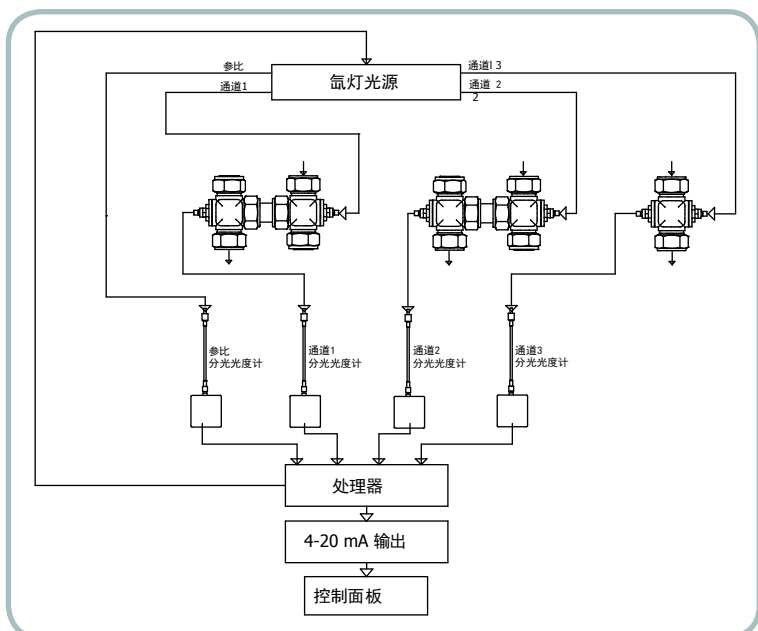 参比
通道1
氙灯光源
通道I 3
通道 2
2
参比
分光光度计
通道1
分光光度计
通道2
分光光度计
通道3
分光光度计
处理器
4-20 mA 输出
控制面板